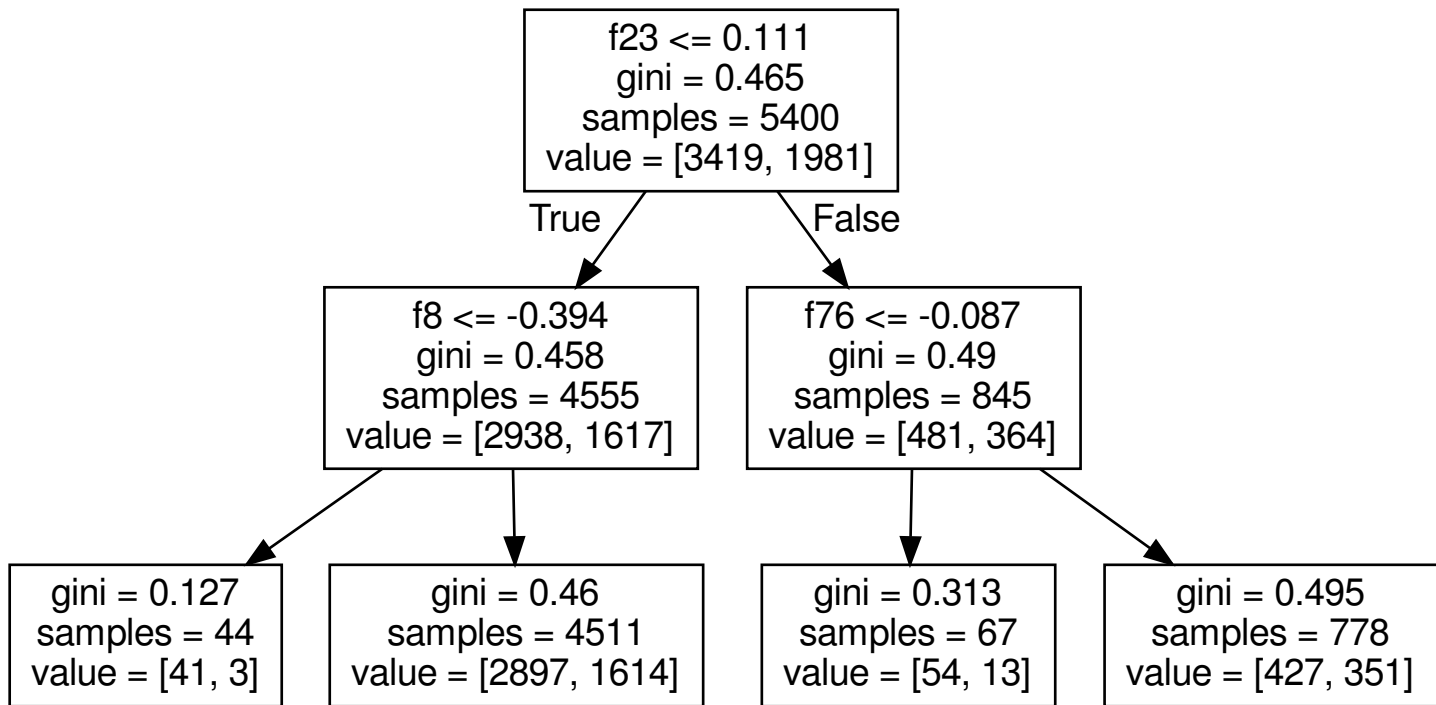 f23 <= 0.111
gini = 0.465
samples = 5400
value = [3419, 1981]
True
False
f8 <= -0.394
gini = 0.458
samples = 4555
value = [2938, 1617]
f76 <= -0.087
gini = 0.49
samples = 845
value = [481, 364]
gini = 0.127
samples = 44
value = [41, 3]
gini = 0.46
samples = 4511
value = [2897, 1614]
gini = 0.313
samples = 67
value = [54, 13]
gini = 0.495
samples = 778
value = [427, 351]